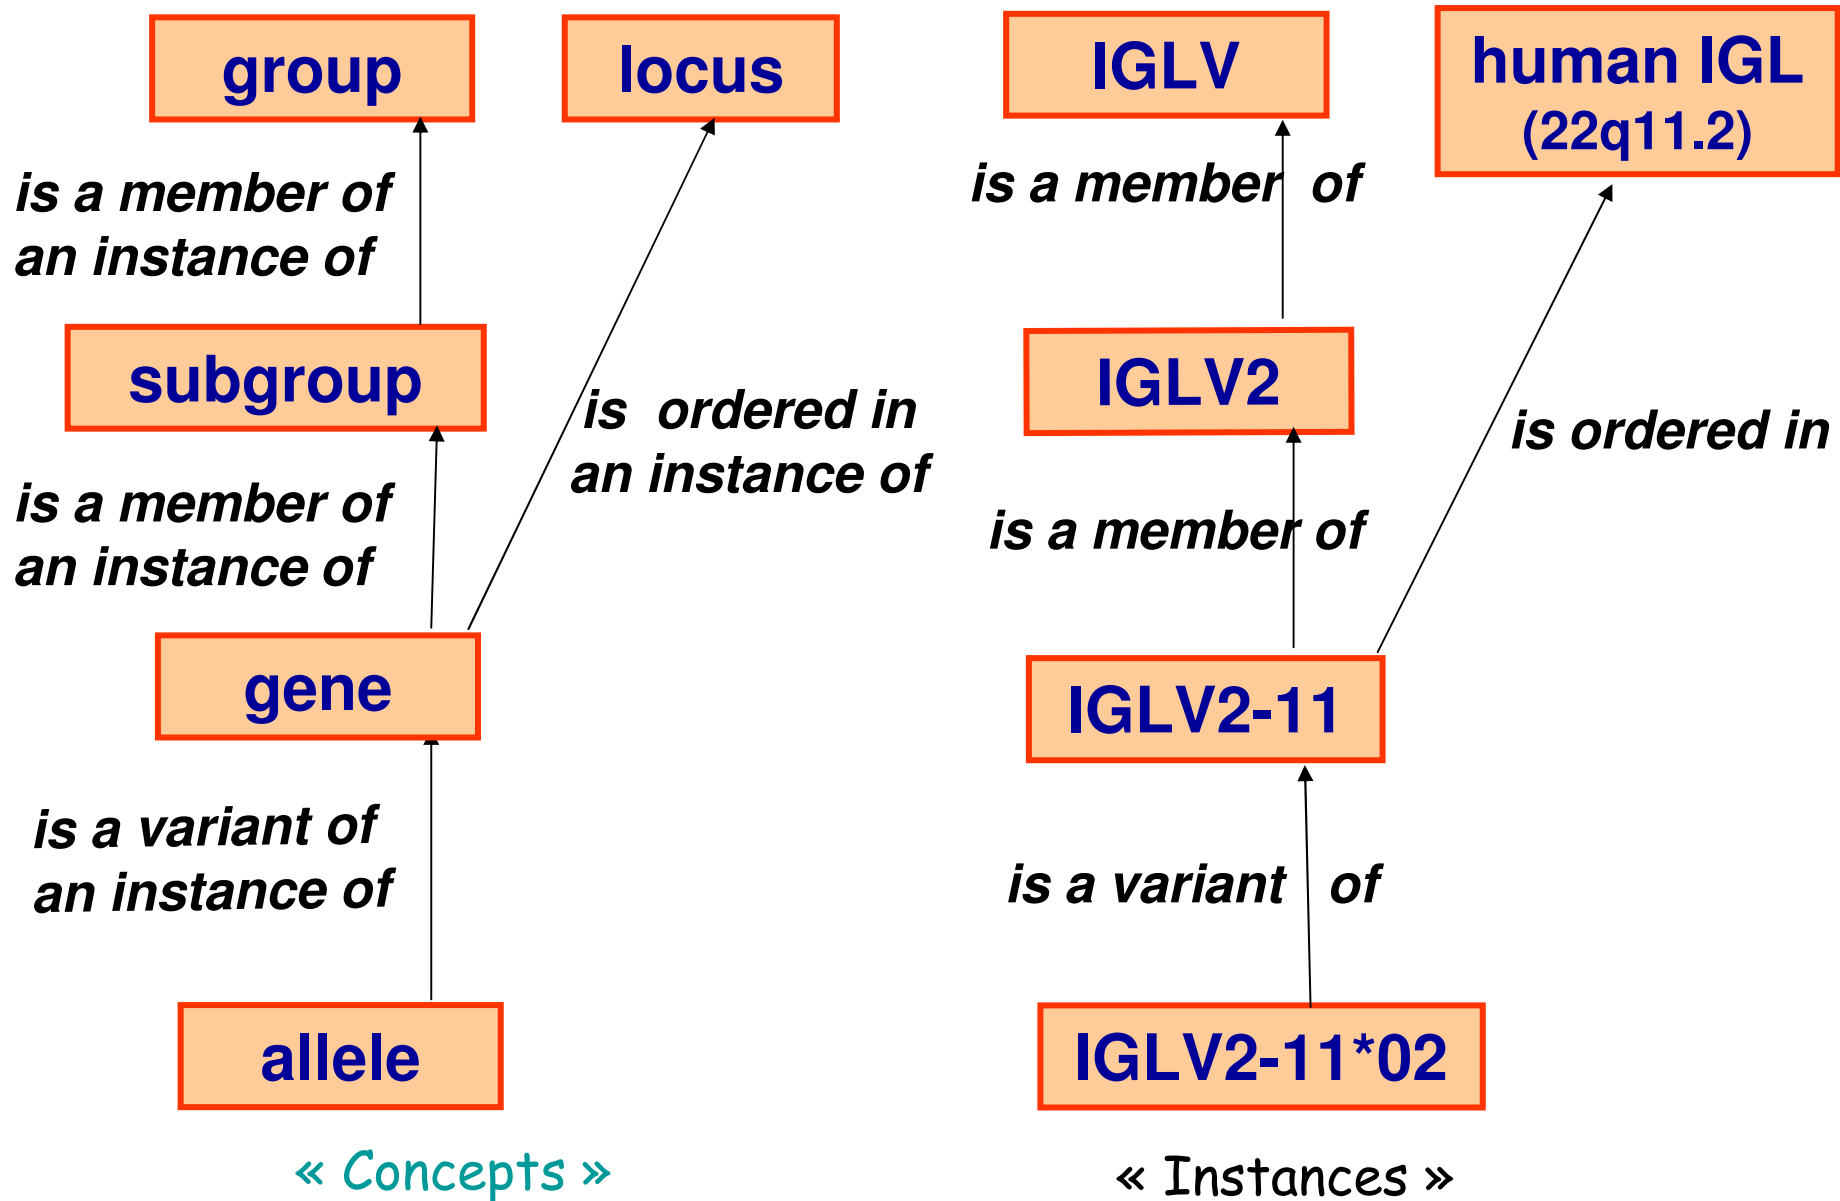 group
locus
is a member of
an instance of
subgroup
is ordered in
an instance of
is a member of
an instance of
gene
is a variant of
an instance of
allele
« Concepts »
IGLV
human IGL
(22q11.2)
is a member of
IGLV2
is ordered in
is a member of
IGLV2-11
is a variant of
IGLV2-11*02
« Instances »